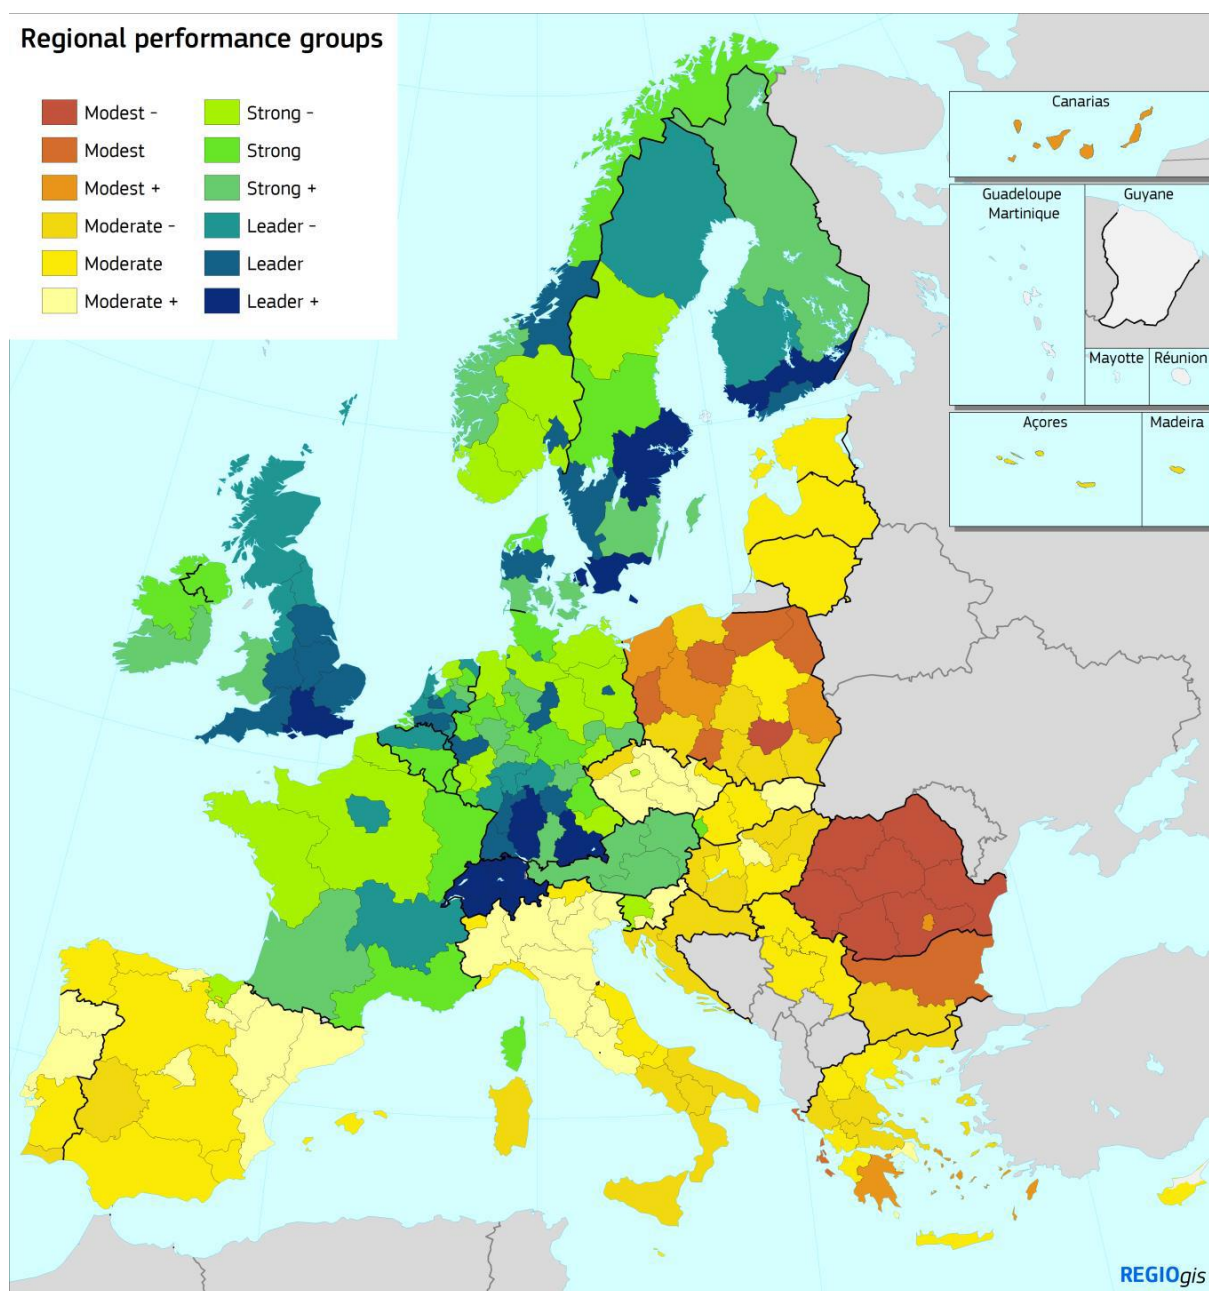 Regional performance groups
Modest -
Modest
Modest +
Moderate -
Moderate
Moderate +
Strong -
Strong
Strong +
Leader -
Leader
Leader +
Canarias
Guadeloupe
Martinique
Guyane
Mayotte
Réunion
Açores
Madeira
REGIOgis